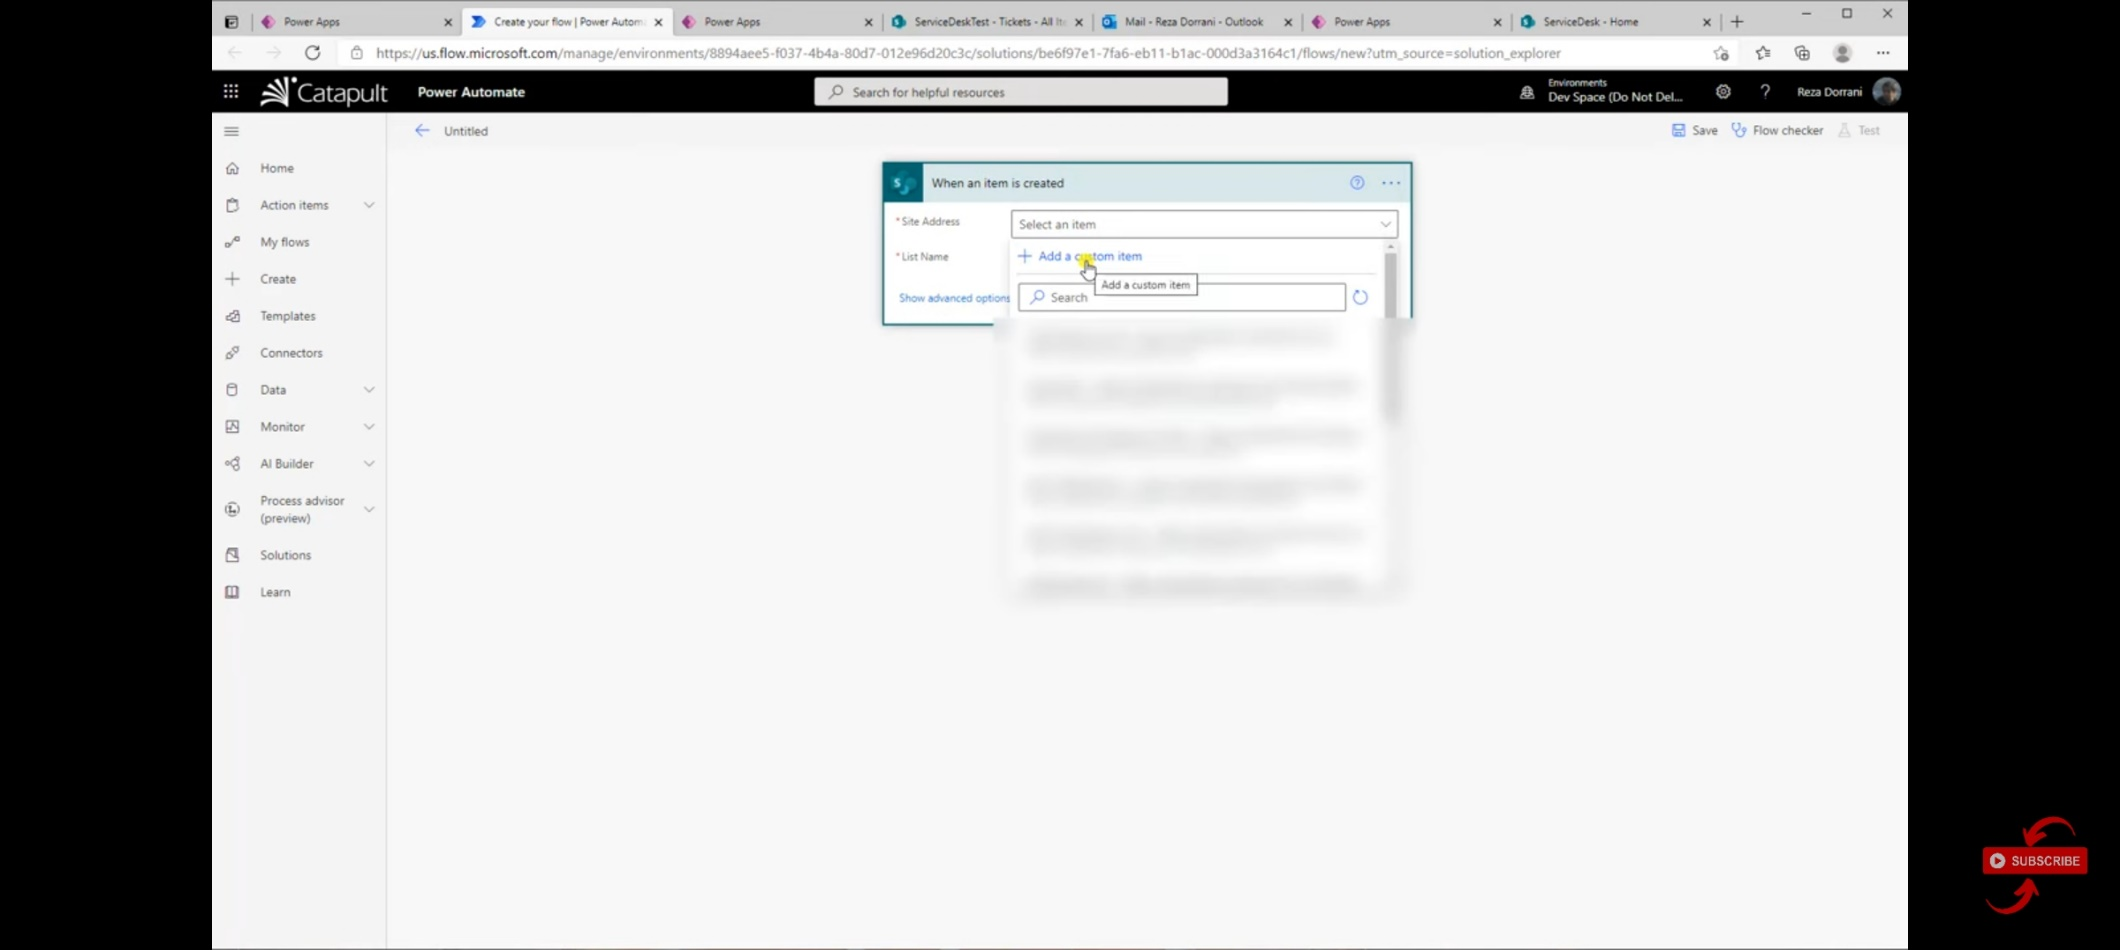 Power Apps
Create your flow | Power Autom
Power Apps
ServiceDeskTest - Tickets - All It
Mail - Reza Dorrani - Outlook
Power Apps
ServiceDesk - Home
https://us.flow.microsoft.com/manage/environments/8894aee5-f037-4b4a-80d7-012e96d20c3c/solutions/be6f97e1-7fa6-eb11-b1ac-000d3a3164c1/flows/new?utm_source=solution_explorer
Catapult
Power Automate
Search for helpful resources
Environments
Dev Space (Do Not Del...
Reza Dorrani
Untitled
Save
Flow checker
Test
Home
Action items
My flows
Create
Templates
Connectors
Data
Monitor
AI Builder
Process advisor
(preview)
Solutions
Learn
When an item is created
* Site Address
Select an item
* List Name
Add a custom item
Add a custom item
Show advanced options
Search
SUBSCRIBE